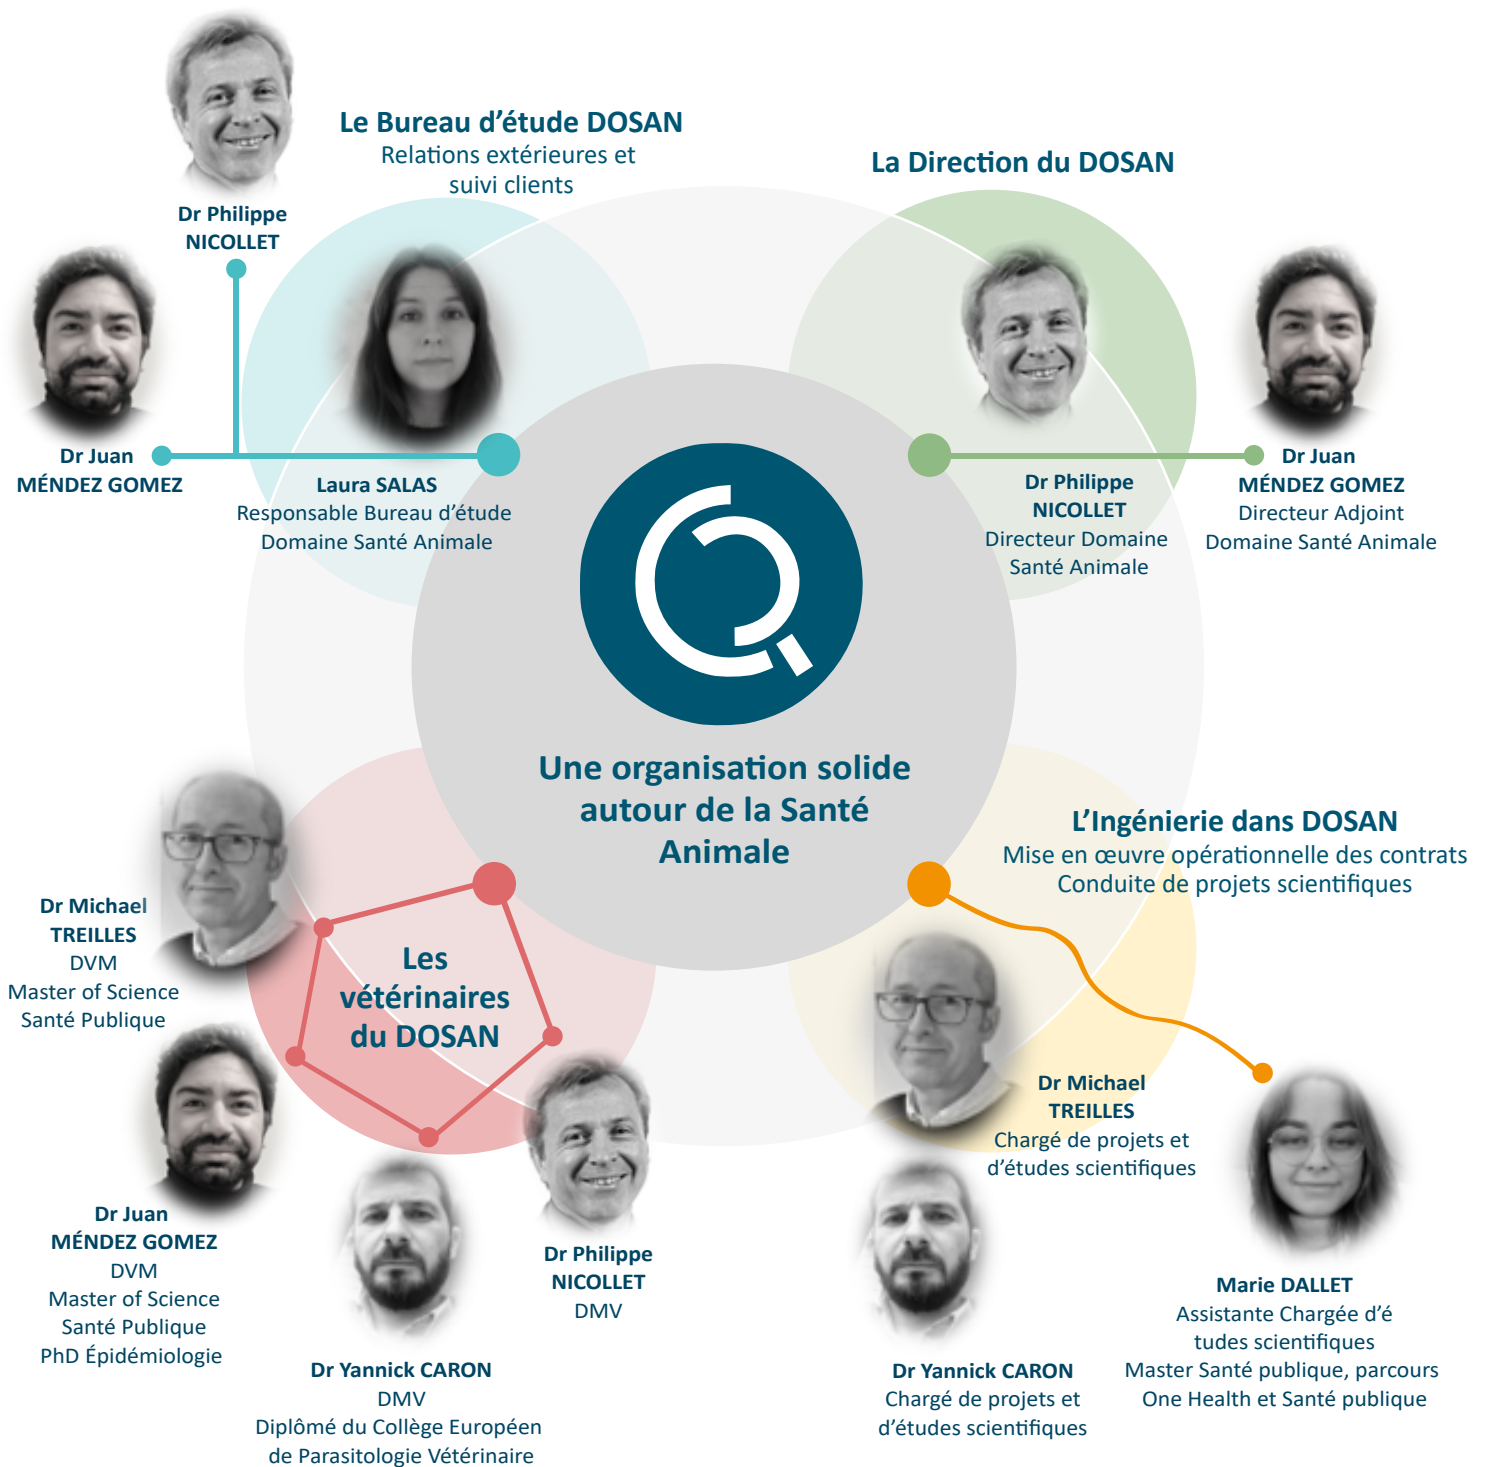 Le Bureau d’étude DOSAN
Relations extérieures et
suivi clients
Dr Philippe
NICOLLET
Dr Juan
MÉNDEZ GOMEZ
Laura SALAS
Responsable Bureau d’étude
Domaine Santé Animale
La Direction du DOSAN
Dr Philippe
NICOLLET
Directeur Domaine
Santé Animale
Dr Juan
MÉNDEZ GOMEZ
Directeur Adjoint
Domaine Santé Animale
Une organisation solide
autour de la Santé
Animale
Les
vétérinaires
du DOSAN
Dr Michael
TREILLES
DVM
Master of Science
Santé Publique
Dr Juan
MÉNDEZ GOMEZ
DVM
Master of Science
Santé Publique
PhD Épidémiologie
Dr Yannick CARON
DMV
Diplômé du Collège Européen
de Parasitologie Vétérinaire
Dr Philippe
NICOLLET
DMV
L’Ingénierie dans DOSAN
Mise en œuvre opérationnelle des contrats
Conduite de projets scientifiques
Dr Michael
TREILLES
Chargé de projets et
d’études scientifiques
Dr Yannick CARON
Chargé de projets et
d’études scientifiques
Marie DALLET
Assistante Chargée d’é
tudes scientifiques
Master Santé publique, parcours
One Health et Santé publique